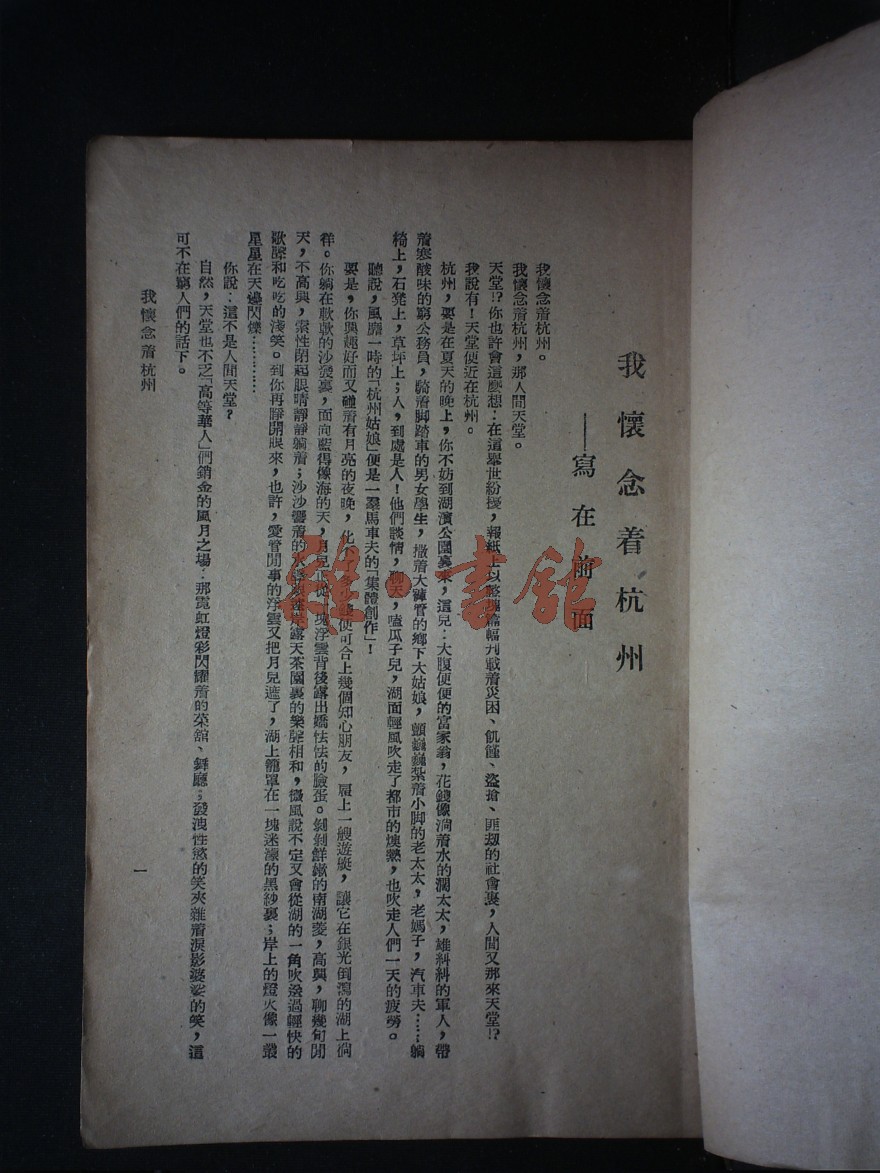 我懷念着杭州
——寫在前面
我懷念着杭州。
我懷念着杭州，那人間天堂。
天堂!?你也許會這麽想：在這舉世紛擾，報紙上以整篇幅刊載着災困、飢饉、盜搶、匪刼的社會裏，人間又那來天堂!?
我說有！天堂便近在杭州。
杭州，要是在夏天的晚上，你不妨到湖濱公園裏來，這兒：大腹便便的富家翁，花錢像淌着水的濶太太，雄糾糾的軍人，帶
着寒酸味的窮公務員，騎着脚踏車的男女學生，撒着大褲管的鄉下大姑娘，顫巍巍紮着小脚的老太太，老媽子，汽車夫……躺
椅上，石凳上，草坪上；人，到處是人！他們談情，聊天，嗑瓜子兒，湖面輕風吹走了都市的燠熱，也吹走人們一天的疲勞。
聽說，風靡一時的「杭州姑娘」便是一羣馬車夫的「集體創作」！
要是，你興趣好而又碰着有月亮的夜晚，化 便可合上幾個知心朋友，雇上一艘遊艇，讓它在銀光倒瀉的湖上徜
徉。你躺在軟軟的沙發裏，面向藍得像海的天，月兒正從一塊浮雲背後露出嬌怯怯的臉蛋。剝剝鮮嫩的南湖菱，高興，聊幾句閒
天，不高興，索性閉起眼睛靜靜躺着；沙沙響着的水 露天茶園裏的樂聲相和，微風說不定又會從湖的一角吹送過輕快的
歌聲和吃吃的淺笑。到你再睜開眼來，也許，愛管閒事的浮雲又把月兒遮了，湖上籠罩在一塊迷濛的黑紗裏；岸上的燈火像一叢
星星在天邊閃爍…………
你說：這不是人間天堂？
自然，天堂也不乏「高等華人」們銷金的風月之場：那霓虹燈彩閃耀着的菜舘、舞廳；發洩性慾的笑夾雜着淚影婆娑的笑，這
可不在窮人們的話下。
我懷念着杭州
一
雜·書舘